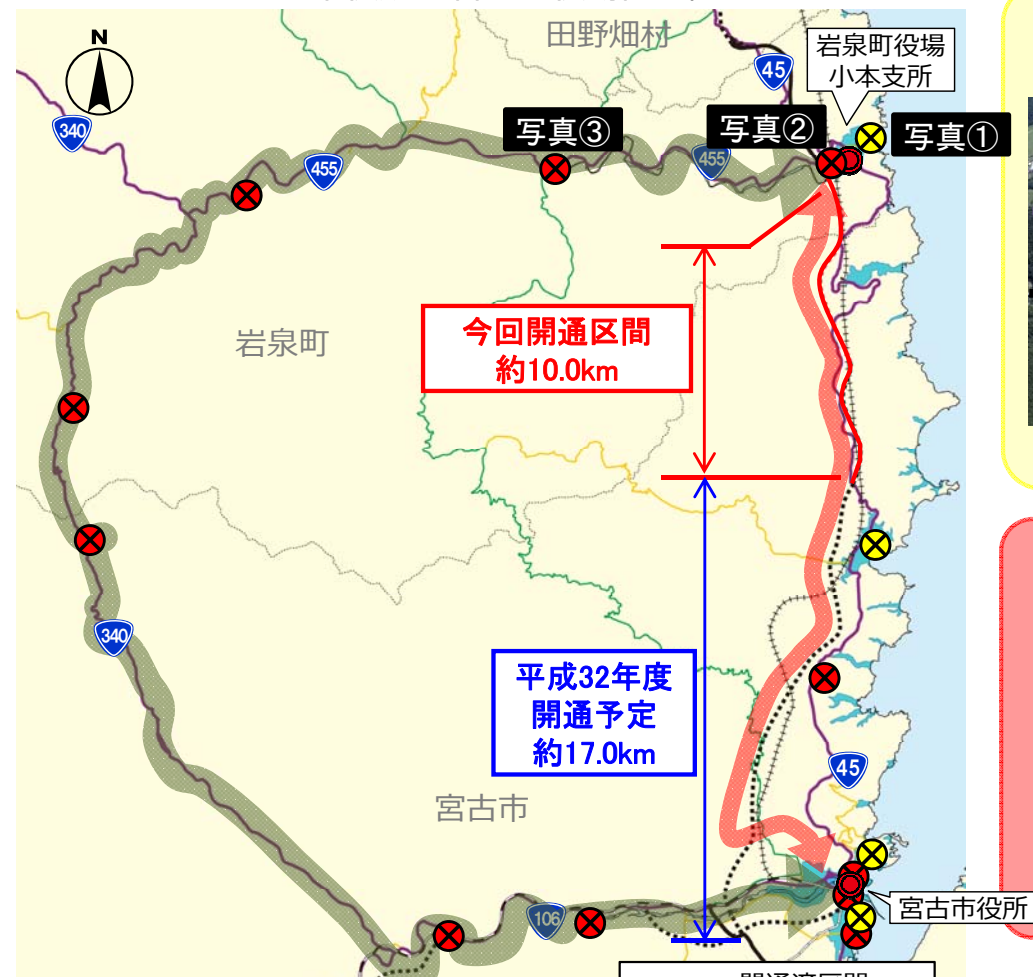 田野畑村
N
岩泉町役場
小本支所
45
340
写真③
写真②
写真①
455
455
今回開通区間
約10.0km
岩泉町
340
平成32年度
開通予定
約17.0km
45
宮古市
宮古市役所
106